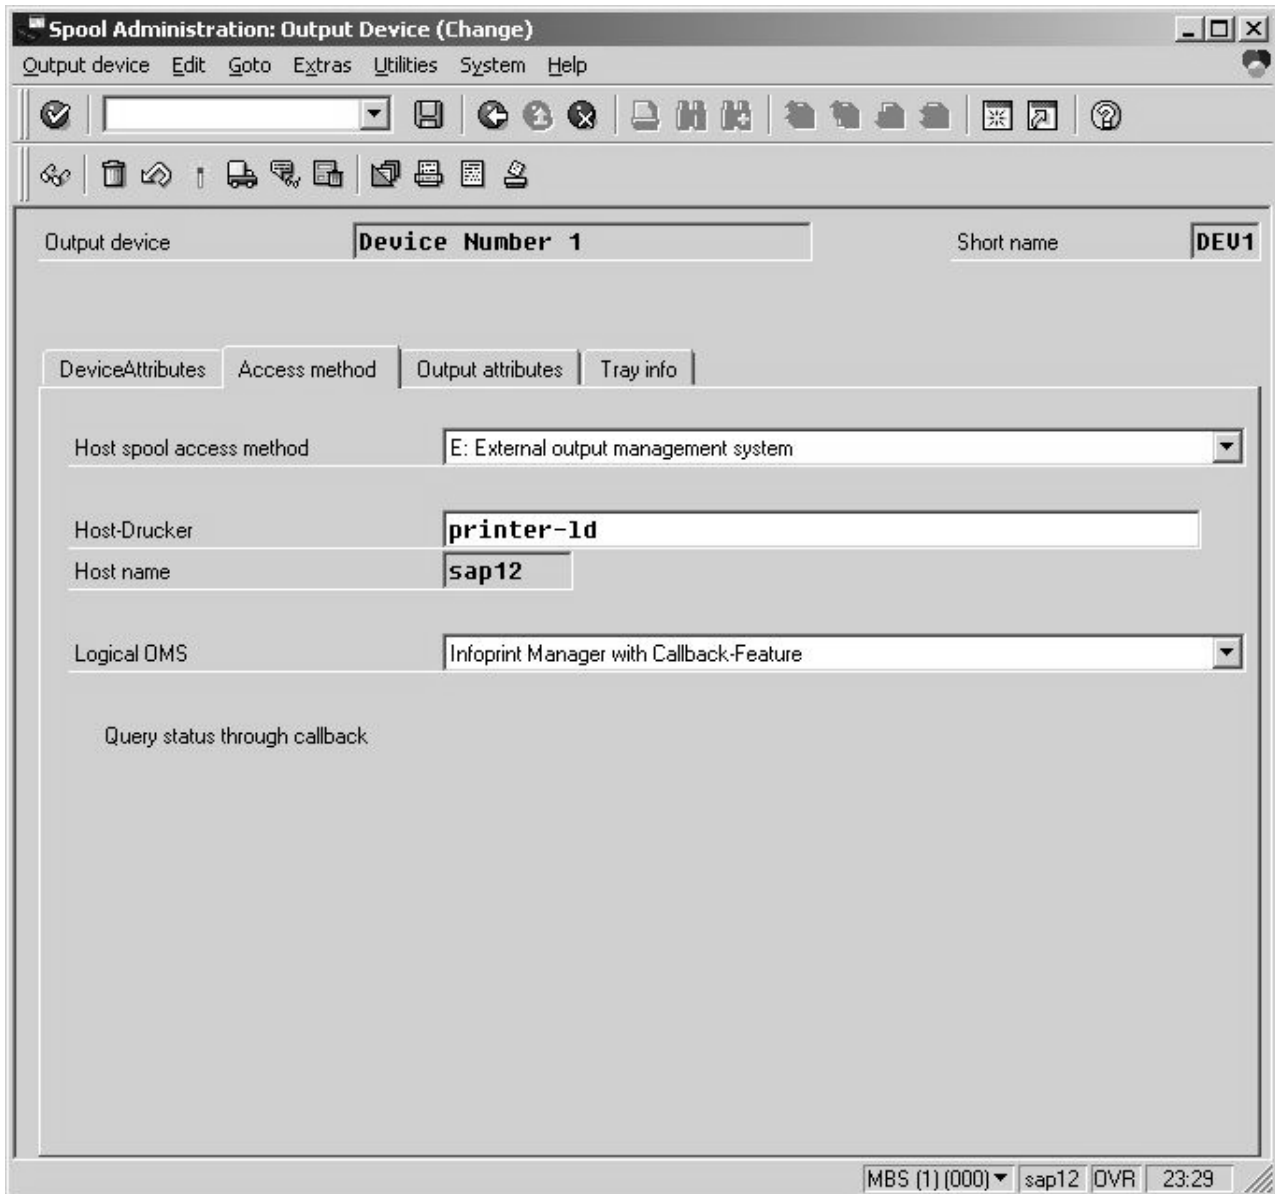 Spool Administration: Output Device (Change)
Output device Edit Goto Extras Utilities System Help
Output device Device Number 1 Short name DEV1
DeviceAttributes Access method Output attributes Tray info
Host spool access method E: External output management system
Host-Drucker printer-ld
Host name sap12
Logical OMS Infoprint Manager with Callback-Feature
Query status through callback
MBS (1) (000) sap12 OVR 23:29